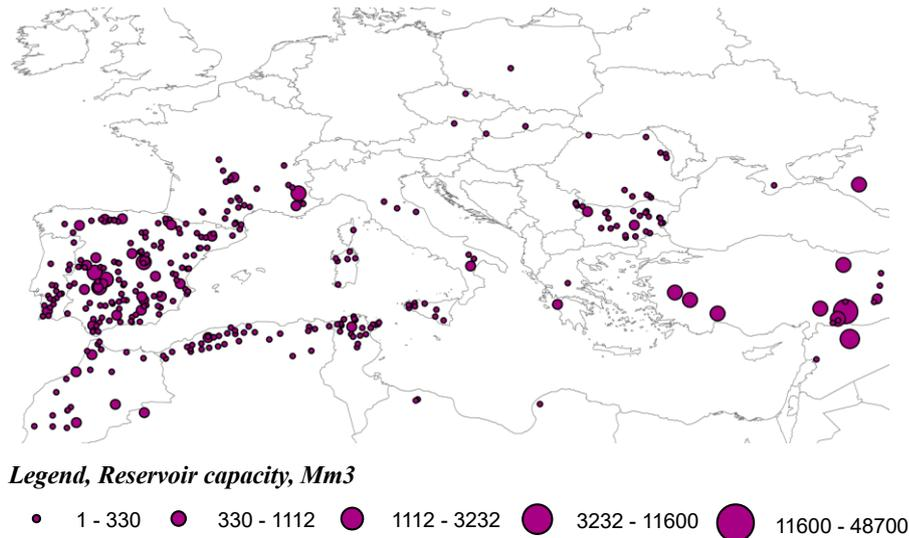 Legend, Reservoir capacity, Mm3
1 - 330 330 - 1112 1112 - 3232 3232 - 11600 11600 - 48700